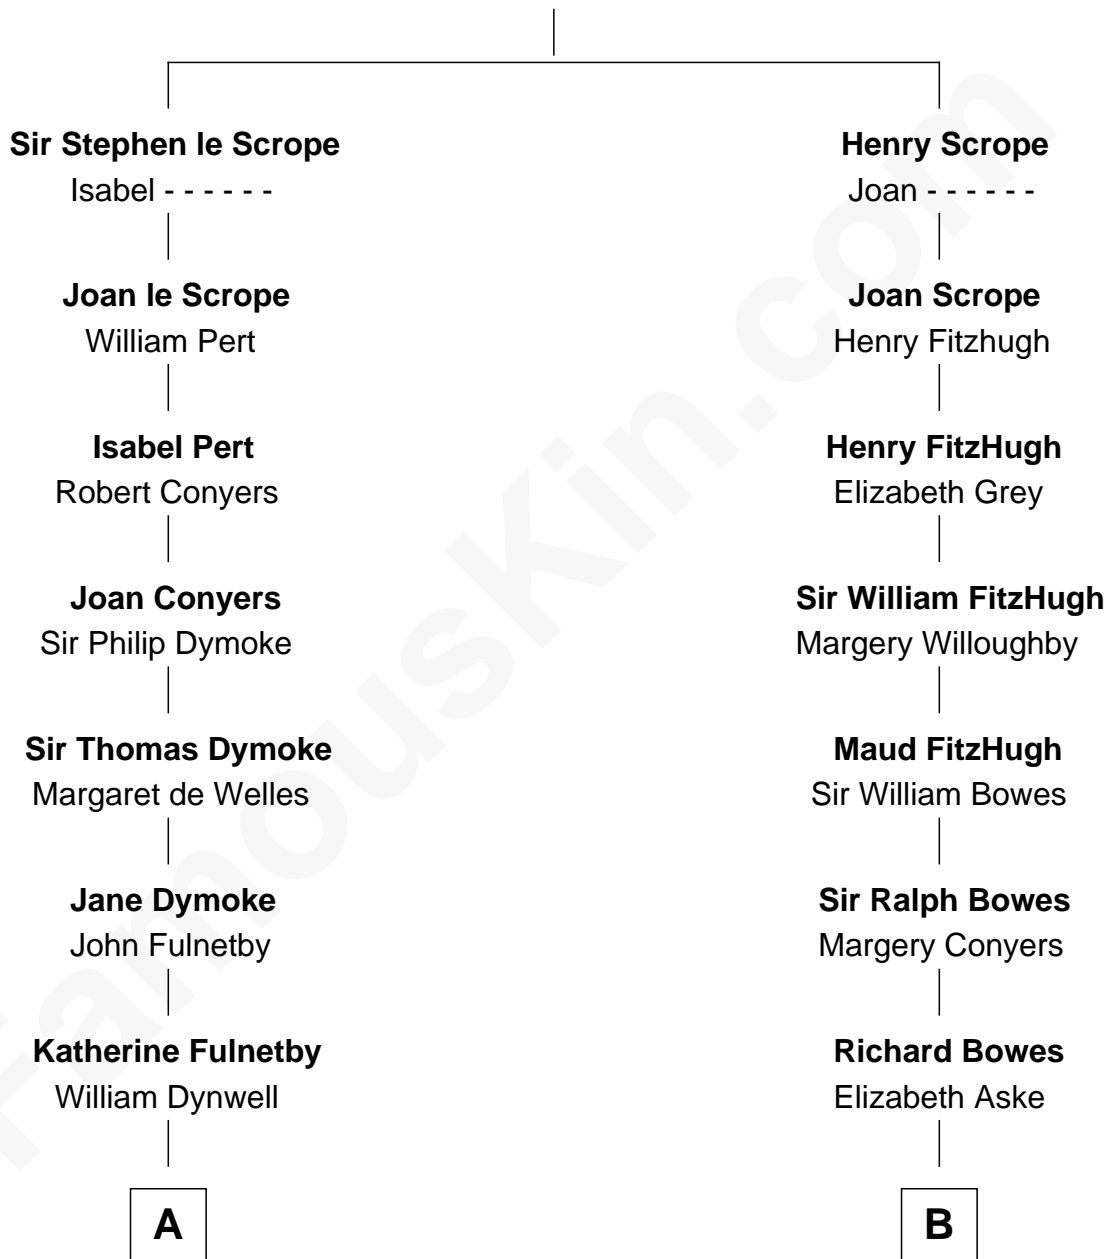 Sir Stephen le Scrope
Isabel - - - - - -
Joan le Scrope
William Pert
Isabel Pert
Robert Conyers
Joan Conyers
Sir Philip Dymoke
Sir Thomas Dymoke
Margaret de Welles
Jane Dymoke
John Fulnetby
Katherine Fulnetby
William Dynwell
A
Henry Scrope
Joan - - - - - -
Joan Scrope
Henry Fitzhugh
Henry FitzHugh
Elizabeth Grey
Sir William FitzHugh
Margery Willoughby
Maud FitzHugh
Sir William Bowes
Sir Ralph Bowes
Margery Conyers
Richard Bowes
Elizabeth Aske
B
FamousKin.com